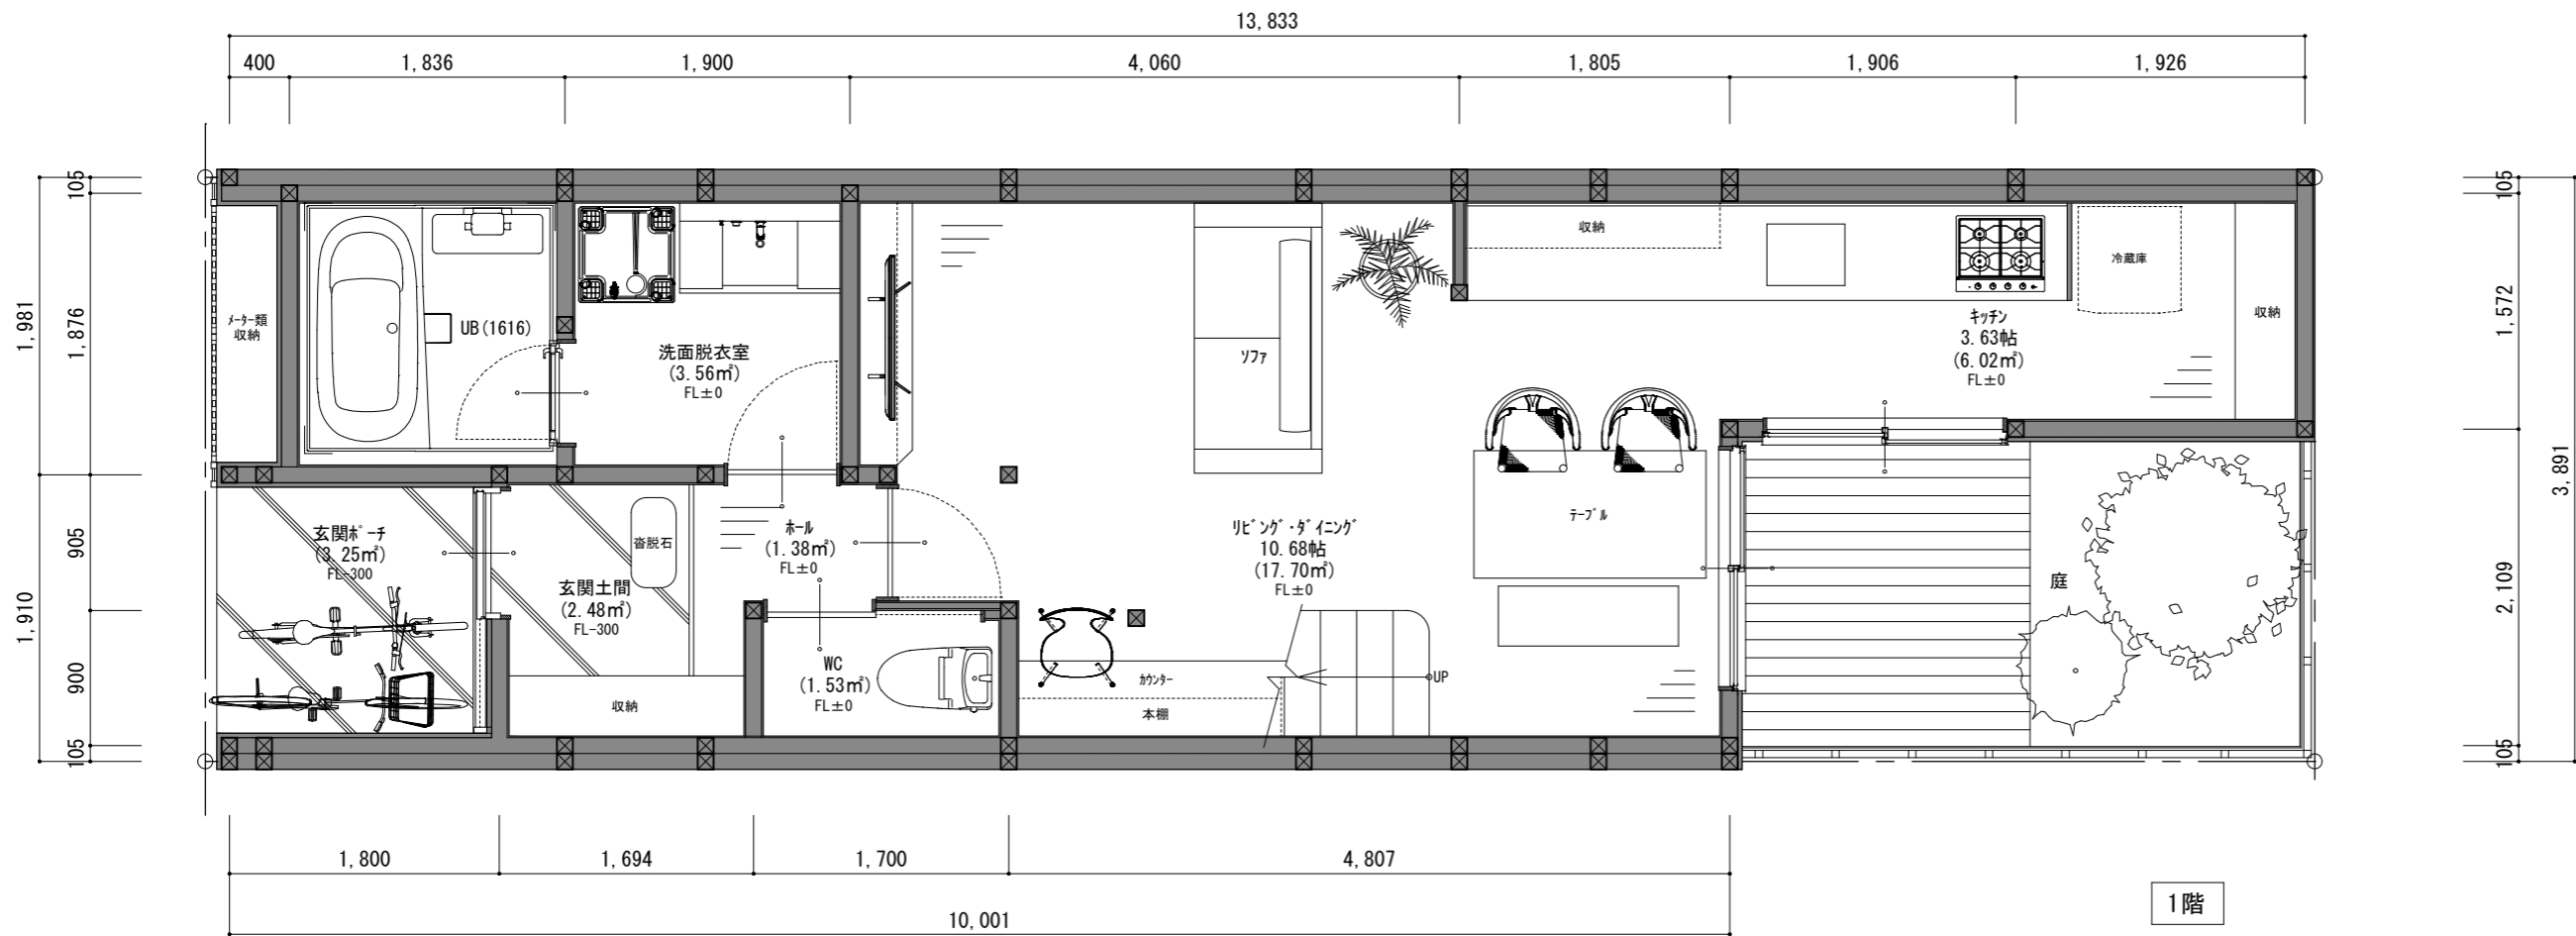 13,833
400
1,836
1,900
4,060
1,805
1,906
1,926
105
1,876
1,981
905
1,910
900
105
105
1,572
3,891
2,109
105
メーター類
収納
UB(1616)
洗面脱衣室
(3.56㎡)
FL±0
ソファ
収納
冷蔵庫
収納
キッチン
3.63帖
(6.02㎡)
FL±0
玄関ポーチ
(3.25㎡)
FL-300
沓脱石
玄関土間
(2.48㎡)
FL-300
収納
ホール
(1.38㎡)
FL±0
WC
(1.53㎡)
FL±0
リビング・ダイニング
10.68帖
(17.70㎡)
FL±0
テーブル
カウンター
本棚
UP
庭
1,800
1,694
1,700
4,807
10,001
1階